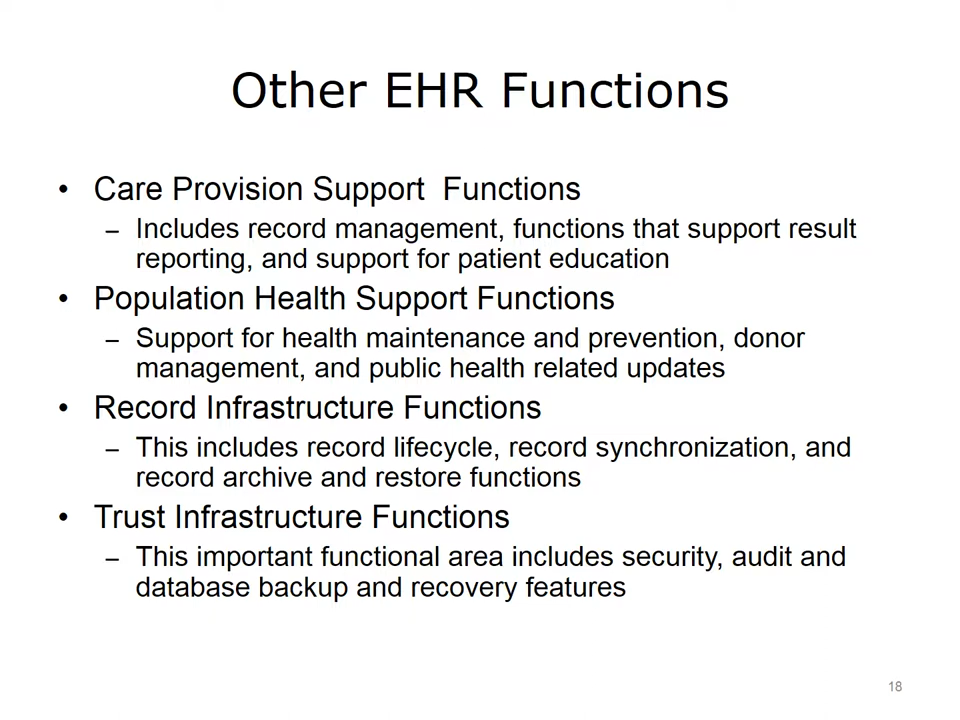 Other EHR Functions
• Care Provision Support  Functions
– Includes record management, functions that support result
reporting, and support for patient education
• Population Health Support Functions
– Support for health maintenance and prevention, donor
management, and public health related updates
• Record Infrastructure Functions
– This includes record lifecycle, record synchronization, and
record archive and restore functions
• Trust Infrastructure Functions
– This important functional area includes security, audit and
database backup and recovery features
18